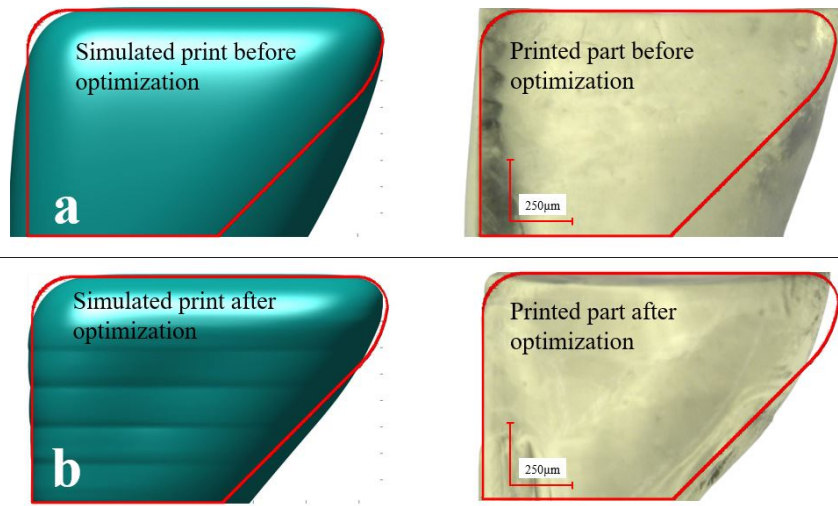 Simulated print before
optimization
Printed part before
optimization
a
250μm
Simulated print after
optimization
Printed part after
optimization
b
250μm